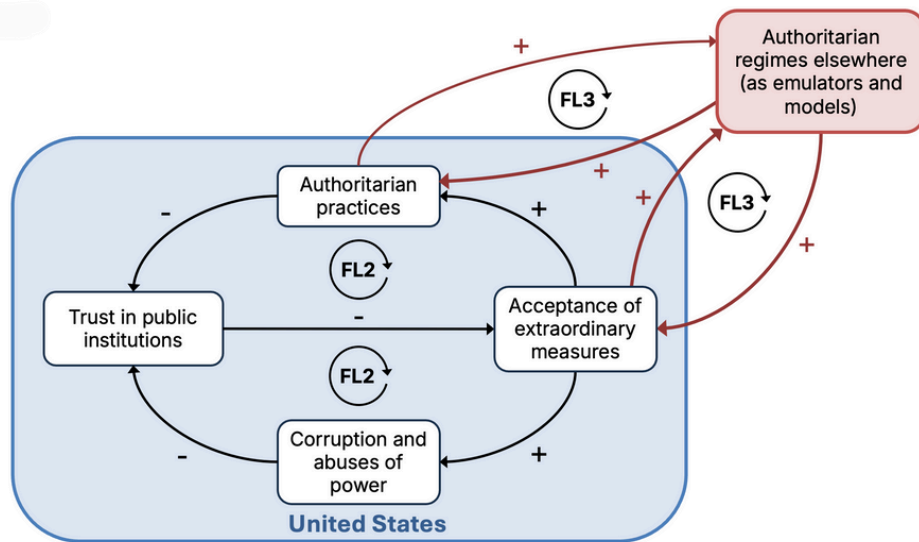 Authoritarian
regimes elsewhere
(as emulators and
models)
+
FL3
+
+
FL3
+
Authoritarian
practices
-
+
FL2
Trust in public
institutions
-
Acceptance of
extraordinary
measures
FL2
Corruption and
abuses of
power
-
+
United States